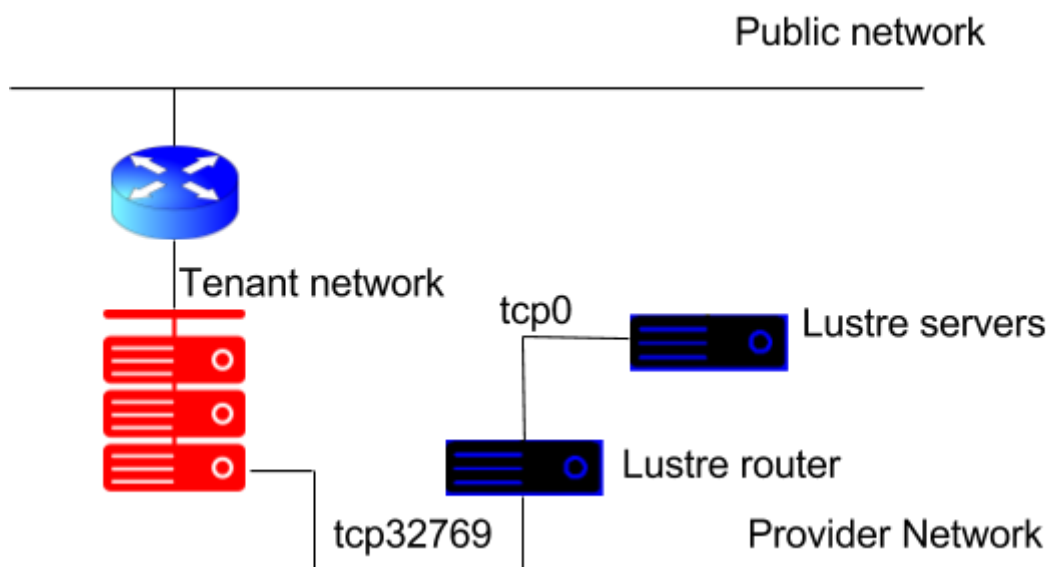 Public network
Tenant network
tcp0
Lustre servers
Lustre router
tcp32769
Provider Network